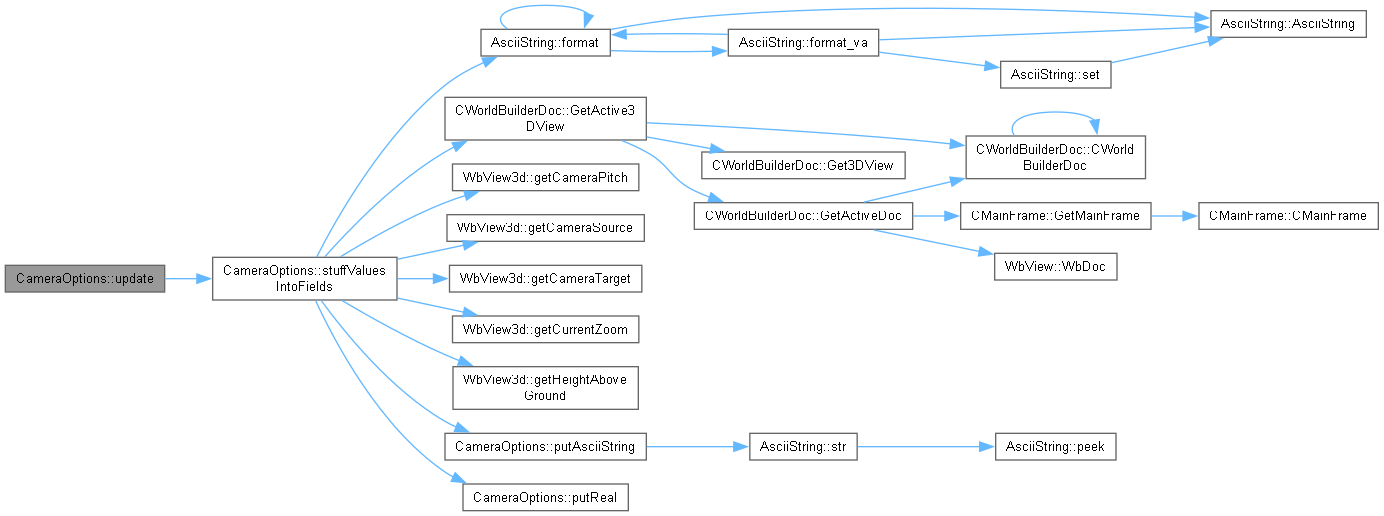 AsciiString::format
AsciiString::AsciiString
AsciiString::format_va
AsciiString::set
CWorldBuilderDoc::GetActive3
DView
CWorldBuilderDoc::CWorld
BuilderDoc
CWorldBuilderDoc::Get3DView
WbView3d::getCameraPitch
CWorldBuilderDoc::GetActiveDoc
CMainFrame::GetMainFrame
CMainFrame::CMainFrame
WbView3d::getCameraSource
WbView::WbDoc
CameraOptions::update
CameraOptions::stuffValues
IntoFields
WbView3d::getCameraTarget
WbView3d::getCurrentZoom
WbView3d::getHeightAbove
Ground
CameraOptions::putAsciiString
AsciiString::str
AsciiString::peek
CameraOptions::putReal